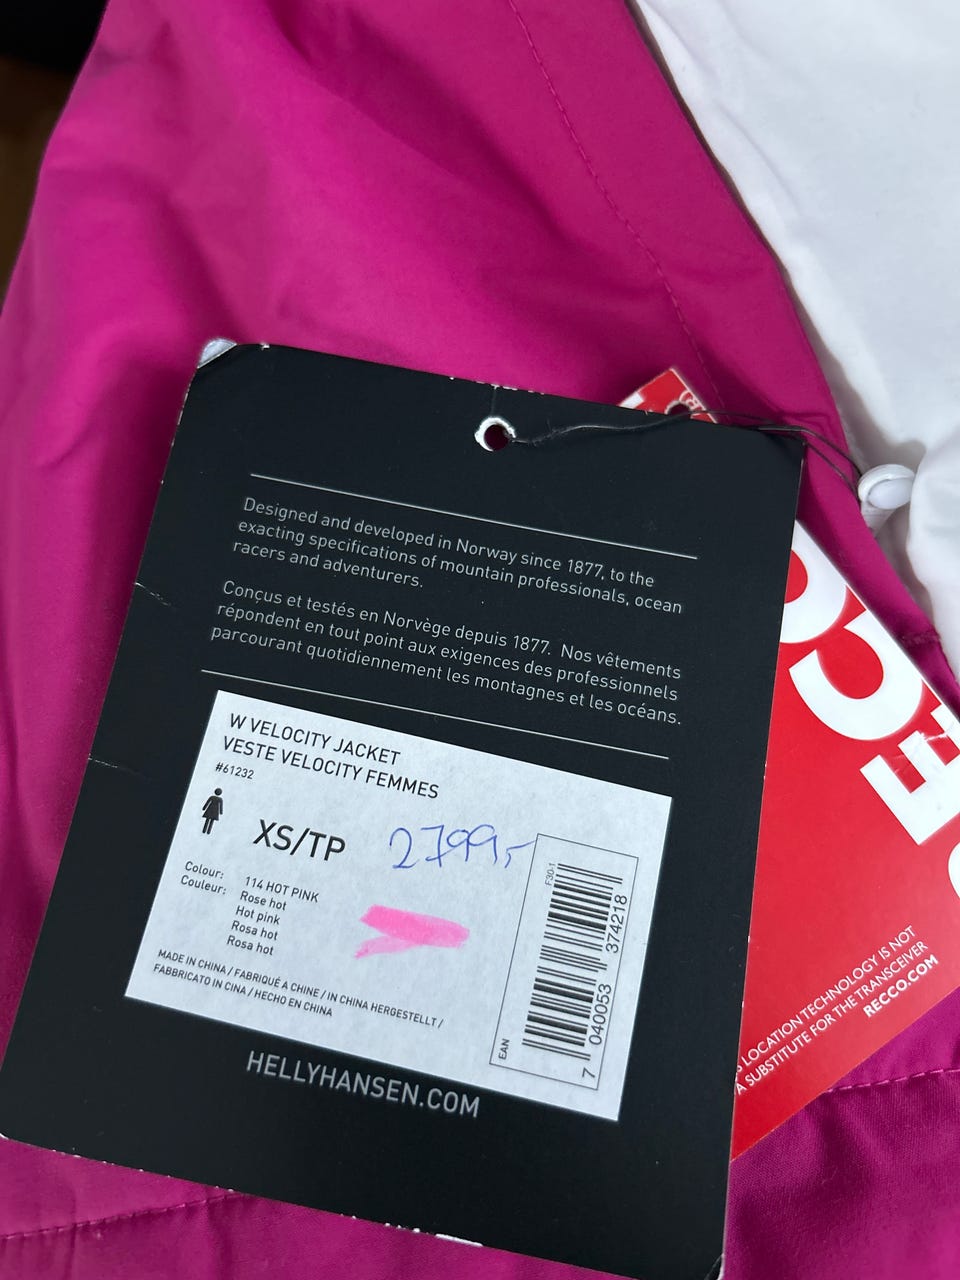 Designed and developed in Norway since 1877, to the
exacting specifications of mountain professionals, ocean
racers and adventurers.
Conçus et testés en Norvège depuis 1877. Nos vêtements
répondent en tout point aux exigences des professionnels
parcourant quotidiennement les montagnes et les océans.
W VELOCITY JACKET
VESTE VELOCITY FEMMES
#61232
XS/TP
2799,-
Colour: 114 HOT PINK
Couleur: Rose hot
Hot pink
Rosa hot
Rosa hot
MADE IN CHINA / FABRIQUÉ A CHINE / IN CHINA HERGESTELLT /
FABBRICATO IN CINA / HECHO EN CHINA
F30-1
EAN
7 040053 374218
HELLYHANSEN.COM
LOCATION TECHNOLOGY IS NOT
A SUBSTITUTE FOR THE TRANSCEIVER
RECCO.COM